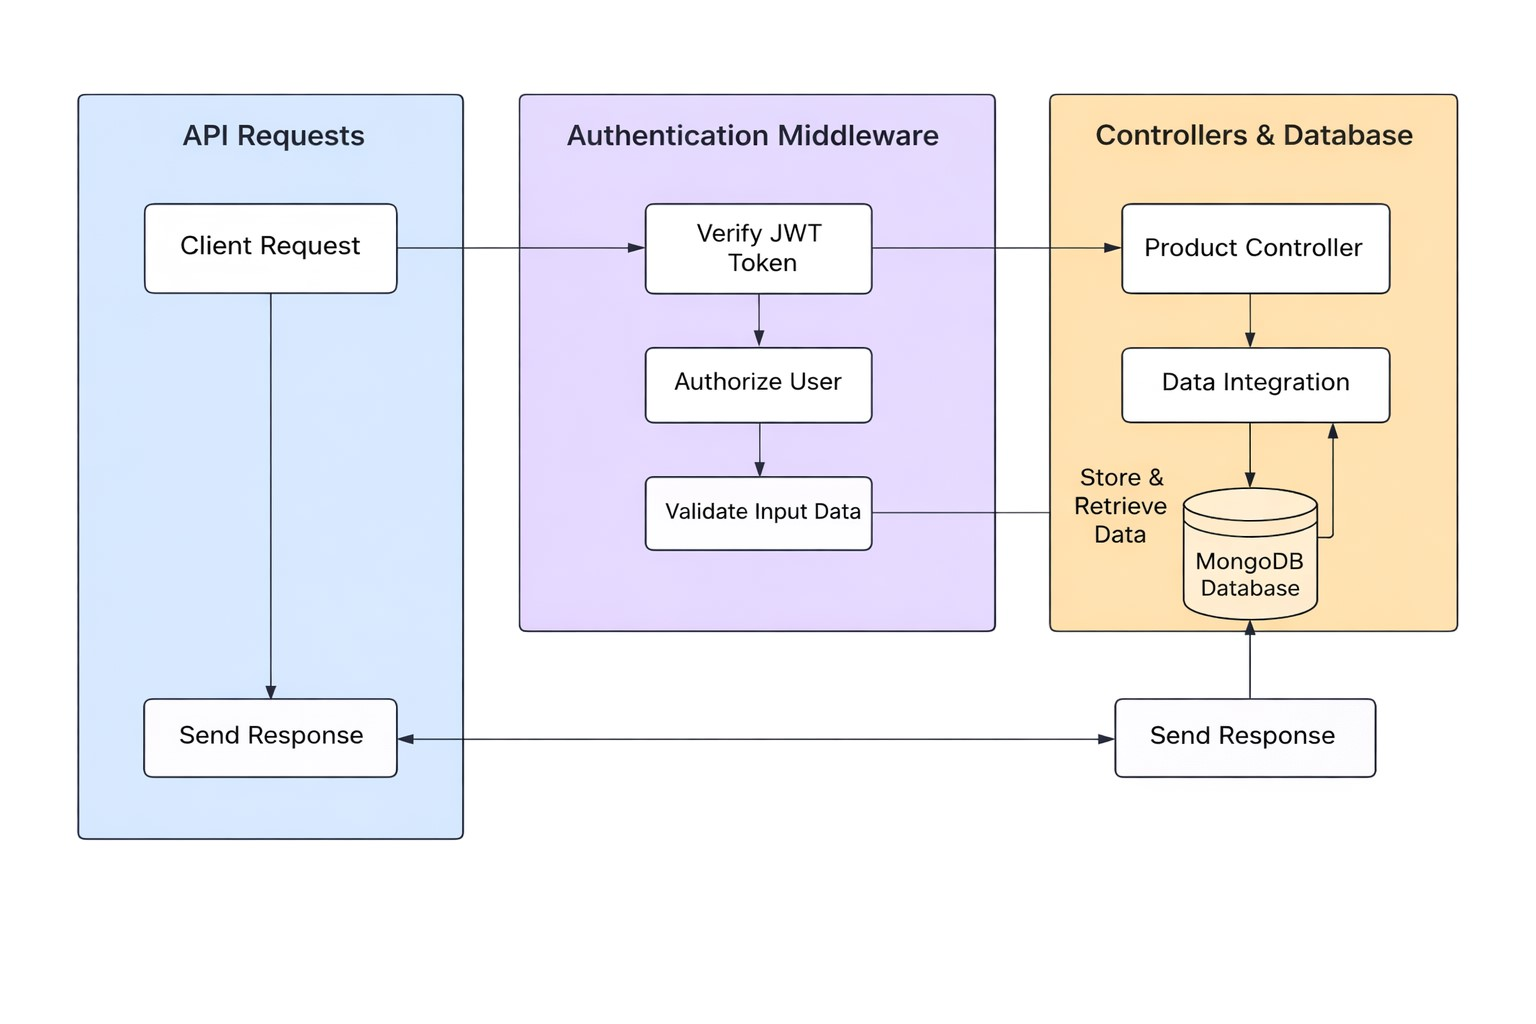 API Requests
Client Request
Send Response
Authentication Middleware
Verify JWT
Token
Authorize User
Validate Input Data
Controllers & Database
Product Controller
Data Integration
Store &
Retrieve
Data
MongoDB
Database
Send Response